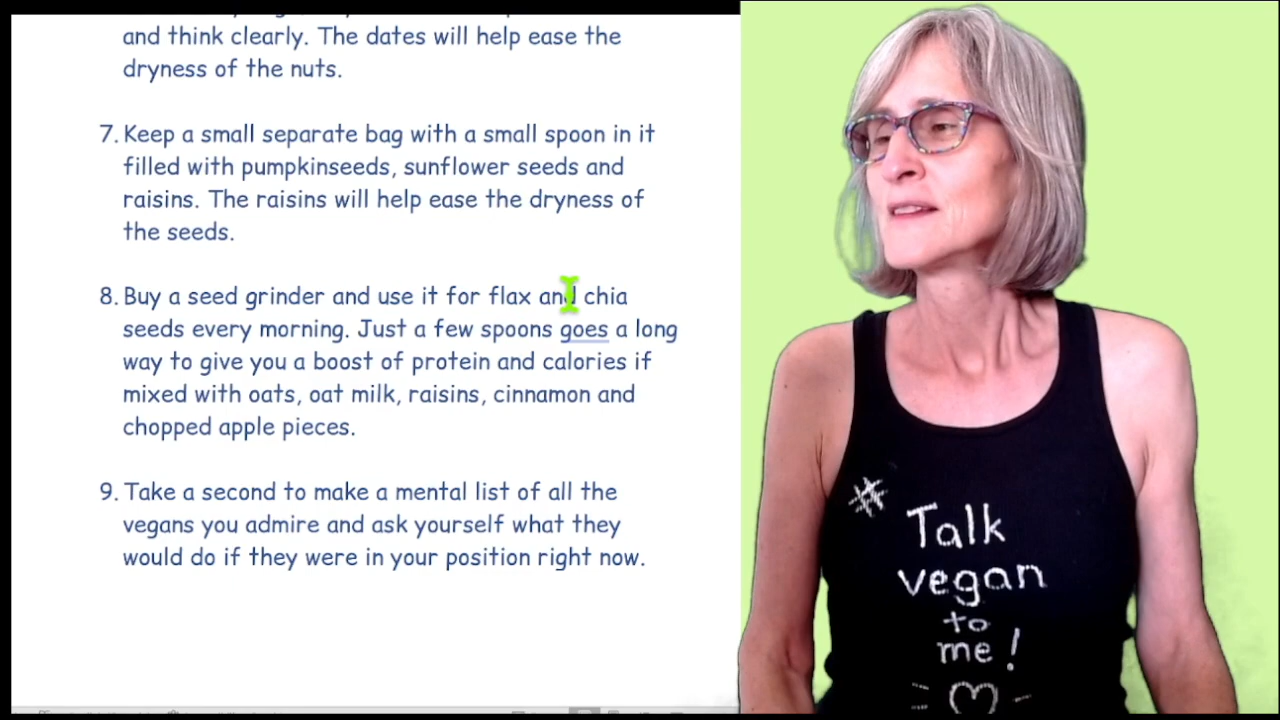 and think clearly. The dates will help ease the
dryness of the nuts.
7. Keep a small separate bag with a small spoon in it
filled with pumpkinseeds, sunflower seeds and
raisins. The raisins will help ease the dryness of
the seeds.
8. Buy a seed grinder and use it for flax and chia
seeds every morning. Just a few spoons goes a long
way to give you a boost of protein and calories if
mixed with oats, oat milk, raisins, cinnamon and
chopped apple pieces.
9. Take a second to make a mental list of all the
vegans you admire and ask yourself what they
would do if they were in your position right now.
#
Talk
vegan
to
me!